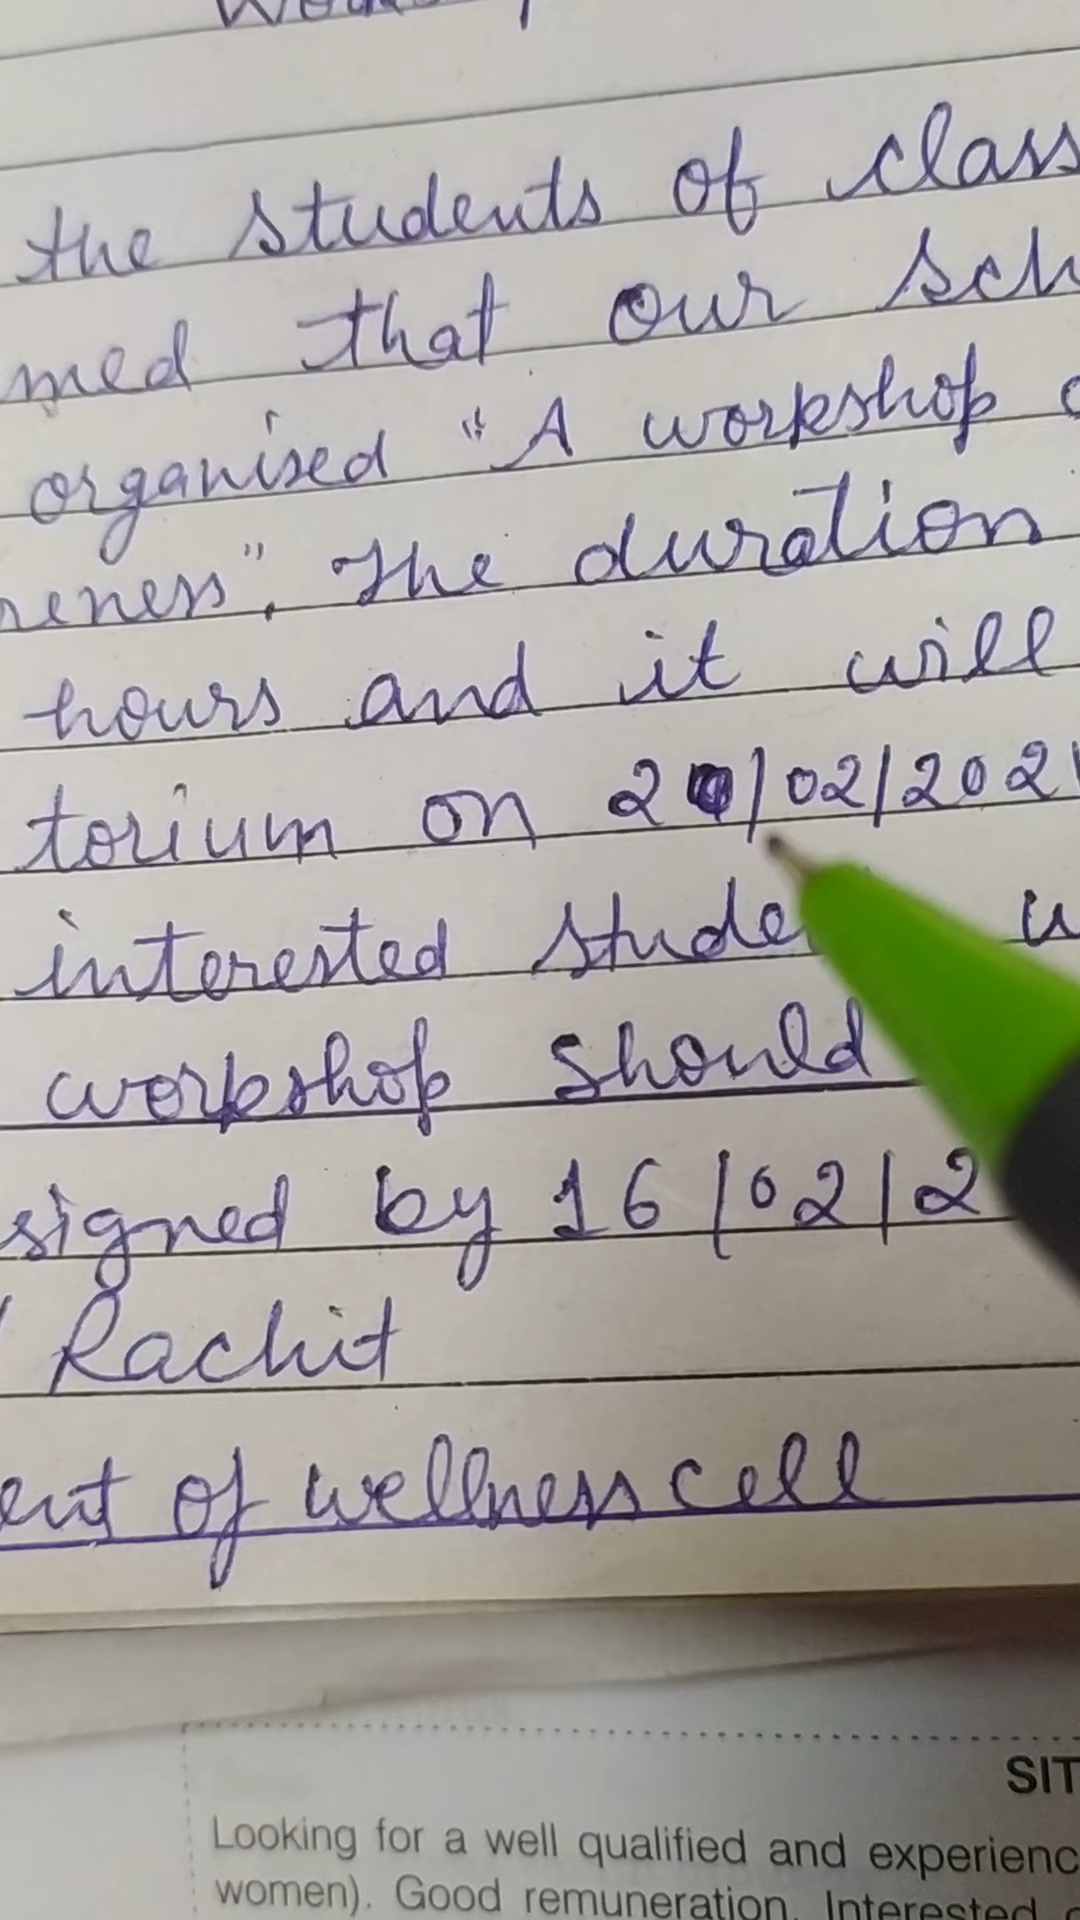 the students of class
med that our sch
organised "A workshop
reness". The duration
hours and it will
torium on 20/02/202
interested stude
workshop should
signed by 16/02/2
Rachit
ent of wellness cell
SIT
Looking for a well qualified and experienc
women). Good remuneration. Interested